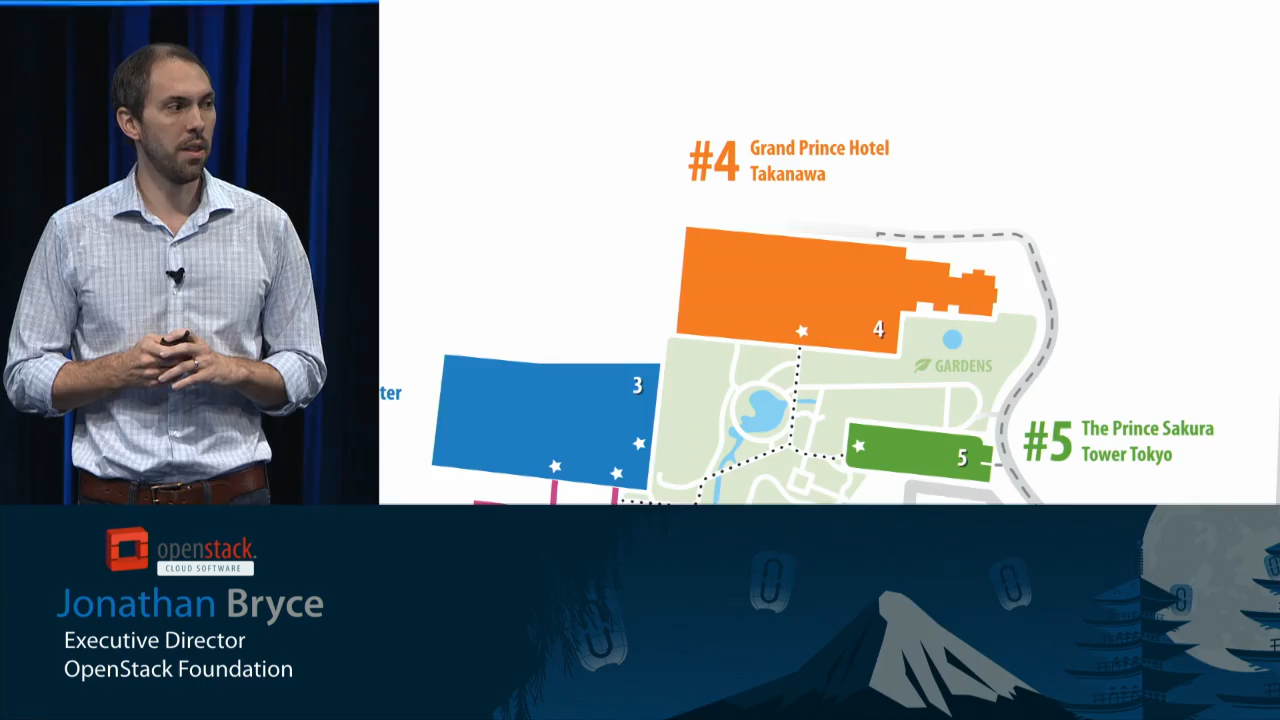 #4
Grand Prince Hotel
Takanawa
4
GARDENS
3
ter
#5
The Prince Sakura
Tower Tokyo
5
openstack.
CLOUD SOFTWARE
Jonathan Bryce
Executive Director
OpenStack Foundation